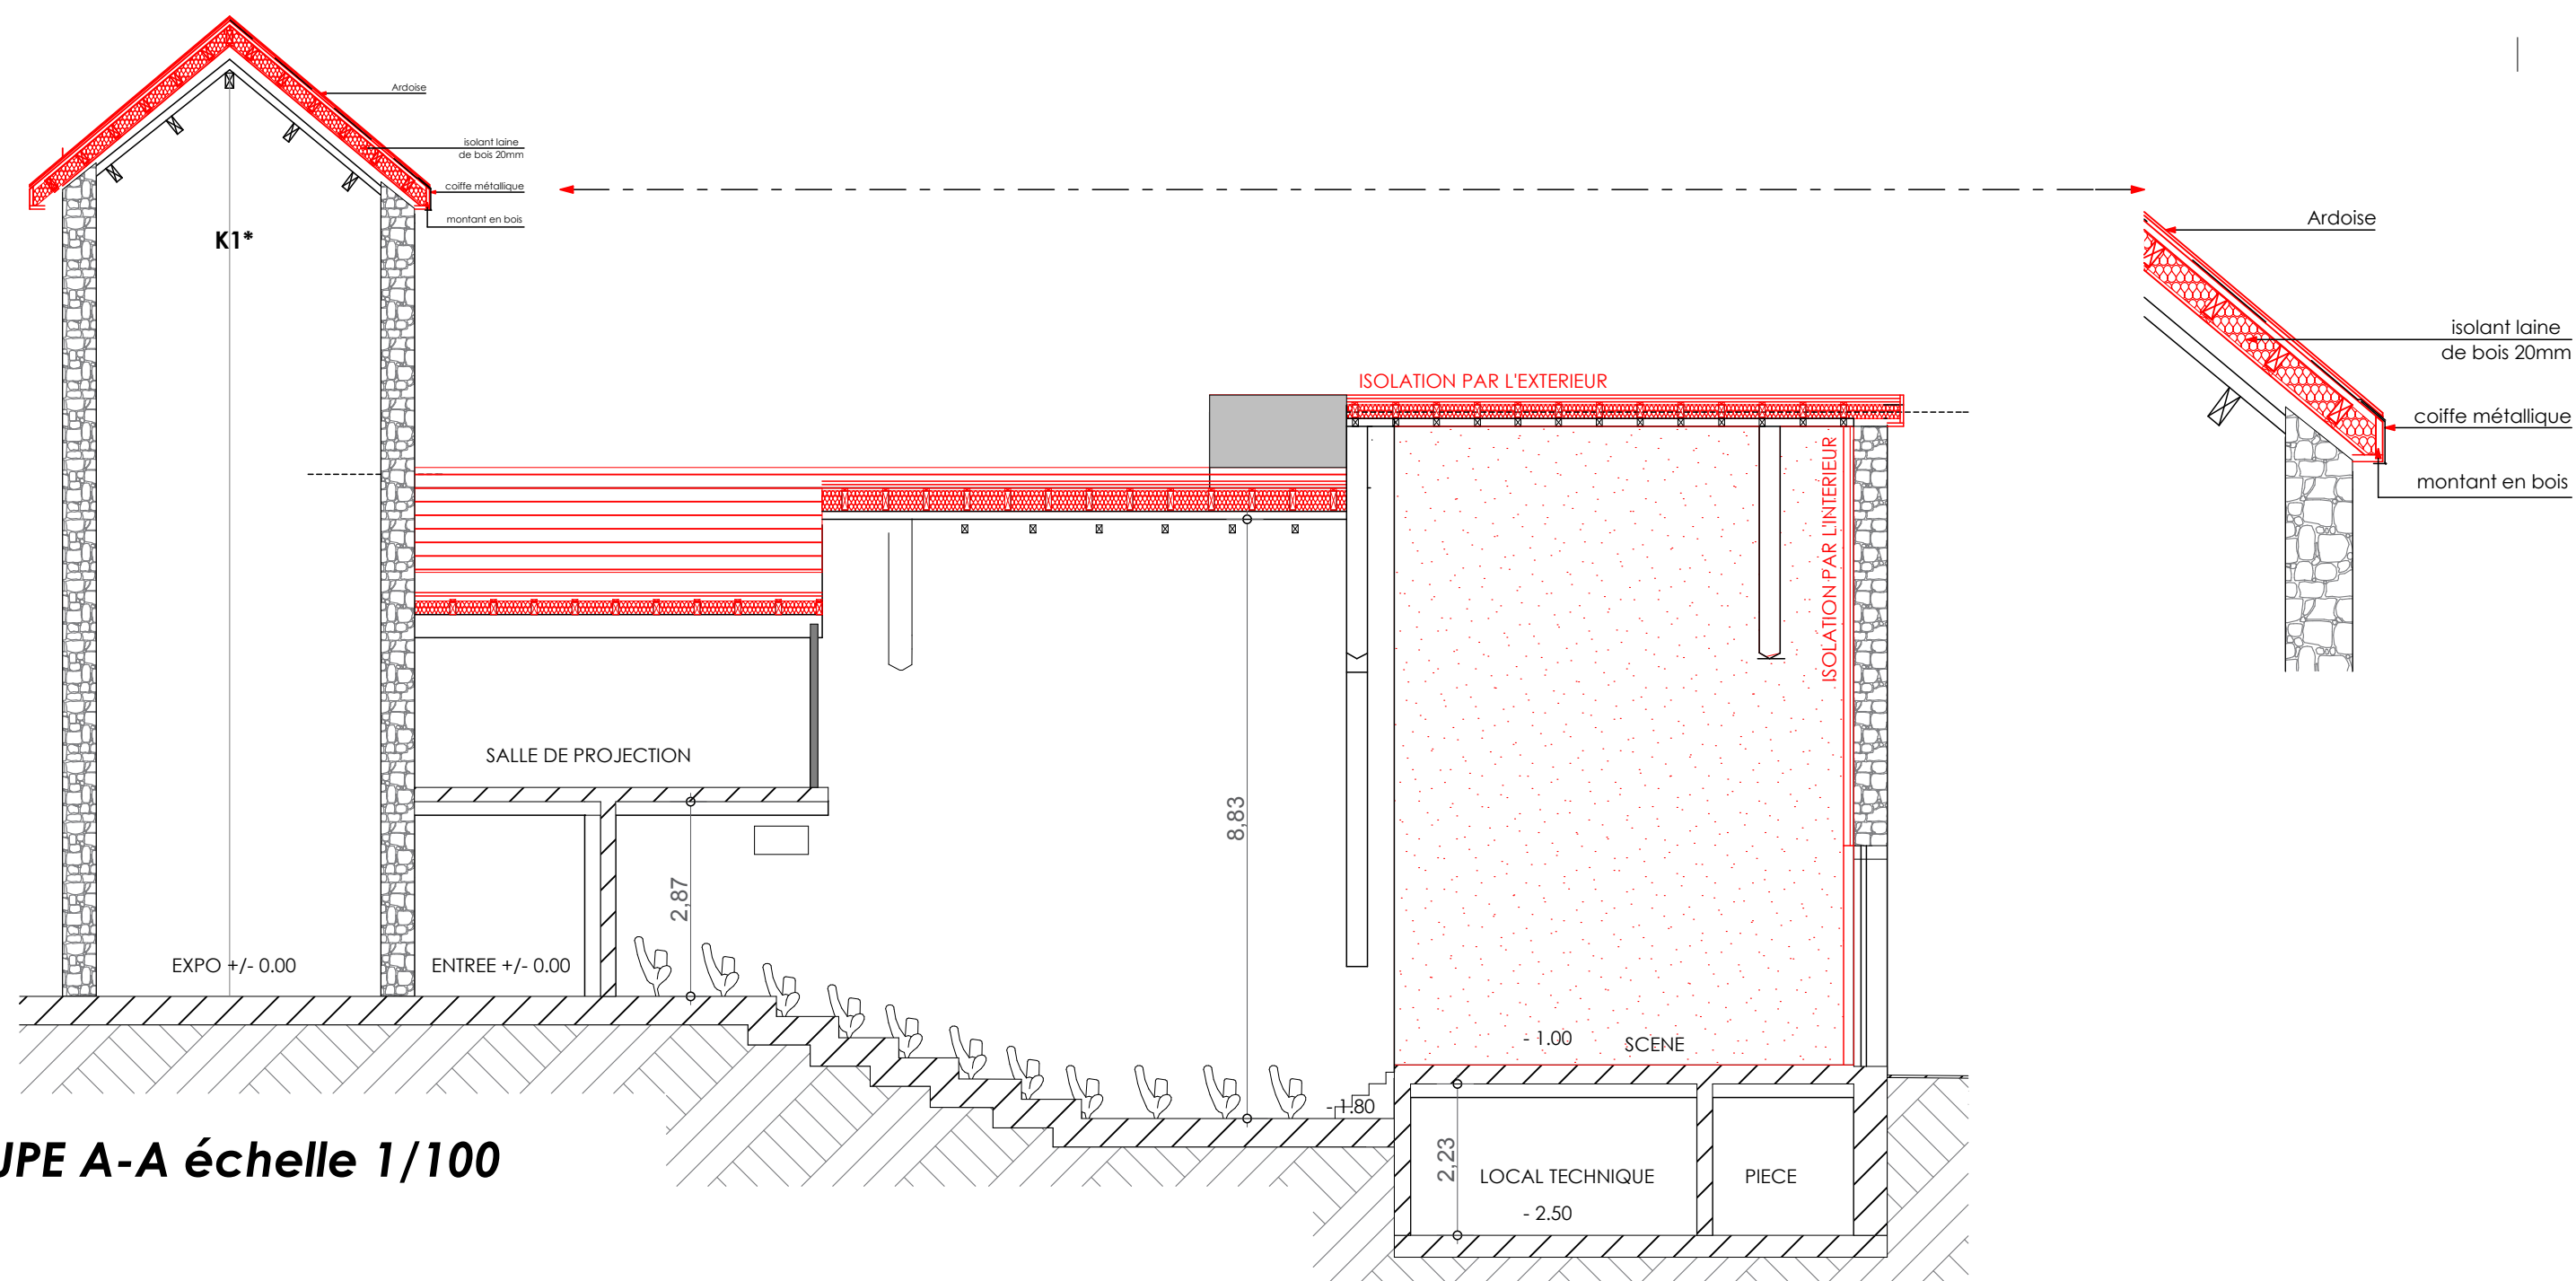 Ardoise
isolant laine
de bois 20mm
coiffe métallique
montant en bois
K1*
Ardoise
isolant laine
de bois 20mm
coiffe métallique
montant en bois
ISOLATION PAR L'EXTERIEUR
ISOLATION PAR L'INTERIEUR
SALLE DE PROJECTION
8,83
2,87
EXPO +/- 0.00
ENTREE +/- 0.00
- 1.00
SCENE
- 1.80
UPE A-A échelle 1/100
2,23
LOCAL TECHNIQUE
PIECE
- 2.50